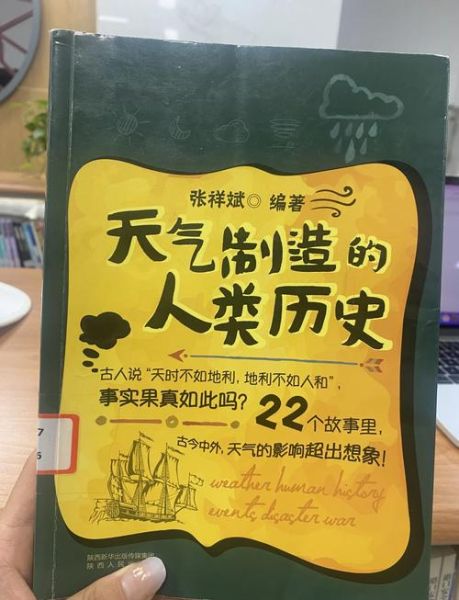 张祥斌◎ 编著
天气制造的
人类历史
古人说“天时不如地利，地利不如人和”，
事实果真如此吗？22个故事里，
古今中外，天气的影响超出想象！
weather human history
events disaster war
陕西新华出版传媒集团
陕西人民
7
6